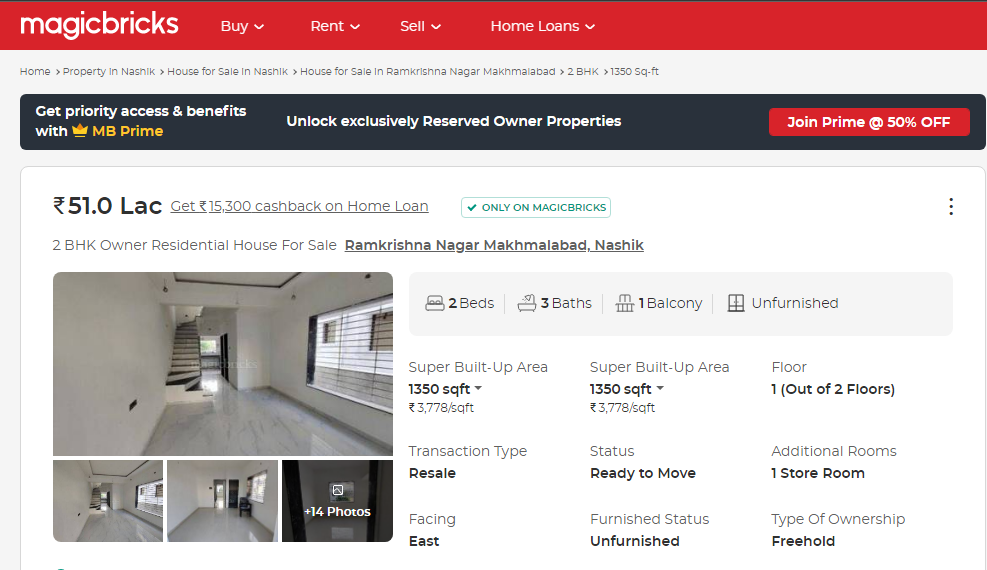 magicbricks
Buy Rent Sell Home Loans
Home > Property in Nashik > House for Sale in Nashik > House for Sale in Ramkrishna Nagar Makhmalabad > 2 BHK > 1350 Sq-ft
Get priority access & benefits
with MB Prime
Unlock exclusively Reserved Owner Properties
Join Prime @ 50% OFF
₹51.0 Lac Get ₹15,300 cashback on Home Loan ONLY ON MAGICBRICKS
2 BHK Owner Residential House For Sale Ramkrishna Nagar Makhmalabad, Nashik
magicbricks
+14 Photos
2 Beds 3 Baths 1 Balcony Unfurnished
Super Built-Up Area Super Built-Up Area Floor
1350 sqft 1350 sqft 1 (Out of 2 Floors)
₹3,778/sqft ₹3,778/sqft
Transaction Type Status Additional Rooms
Resale Ready to Move 1 Store Room
Facing Furnished Status Type Of Ownership
East Unfurnished Freehold